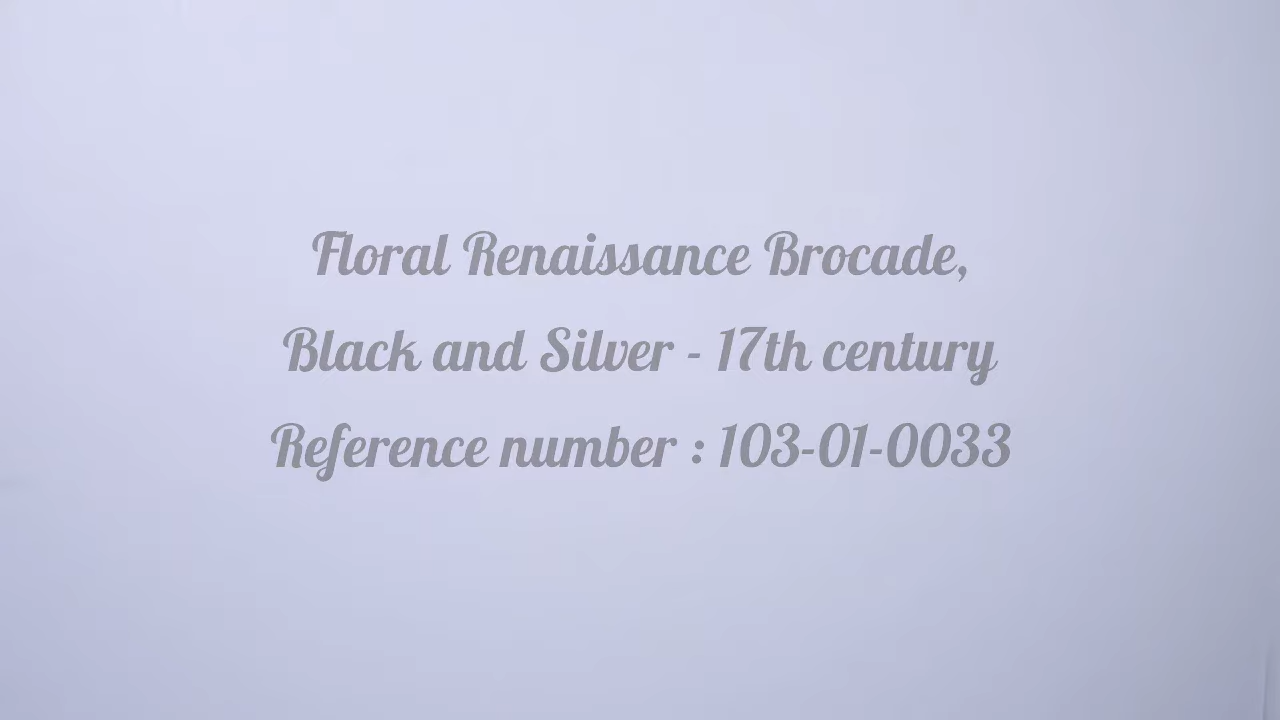 Floral Renaissance Brocade,
Black and Silver - 17th century
Reference number : 103-01-0033